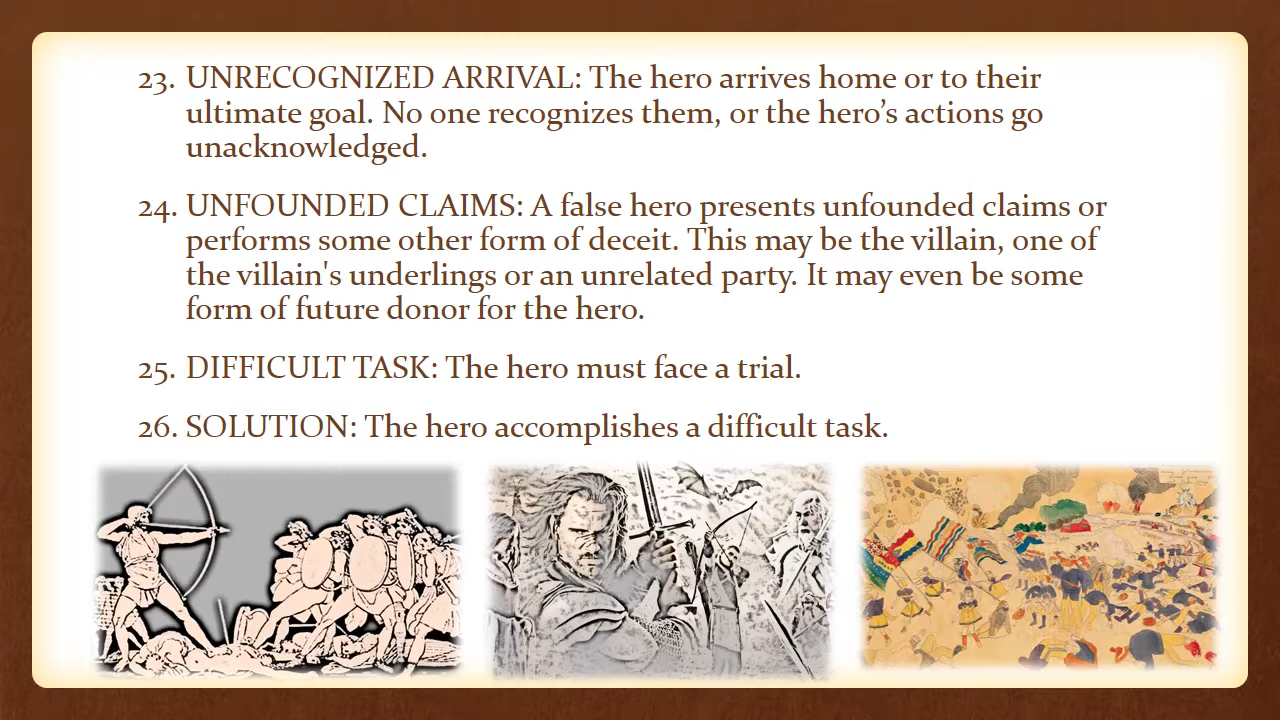 23. UNRECOGNIZED ARRIVAL: The hero arrives home or to their
ultimate goal. No one recognizes them, or the hero’s actions go
unacknowledged.
24. UNFOUNDED CLAIMS: A false hero presents unfounded claims or
performs some other form of deceit. This may be the villain, one of
the villain's underlings or an unrelated party. It may even be some
form of future donor for the hero.
25. DIFFICULT TASK: The hero must face a trial.
26. SOLUTION: The hero accomplishes a difficult task.